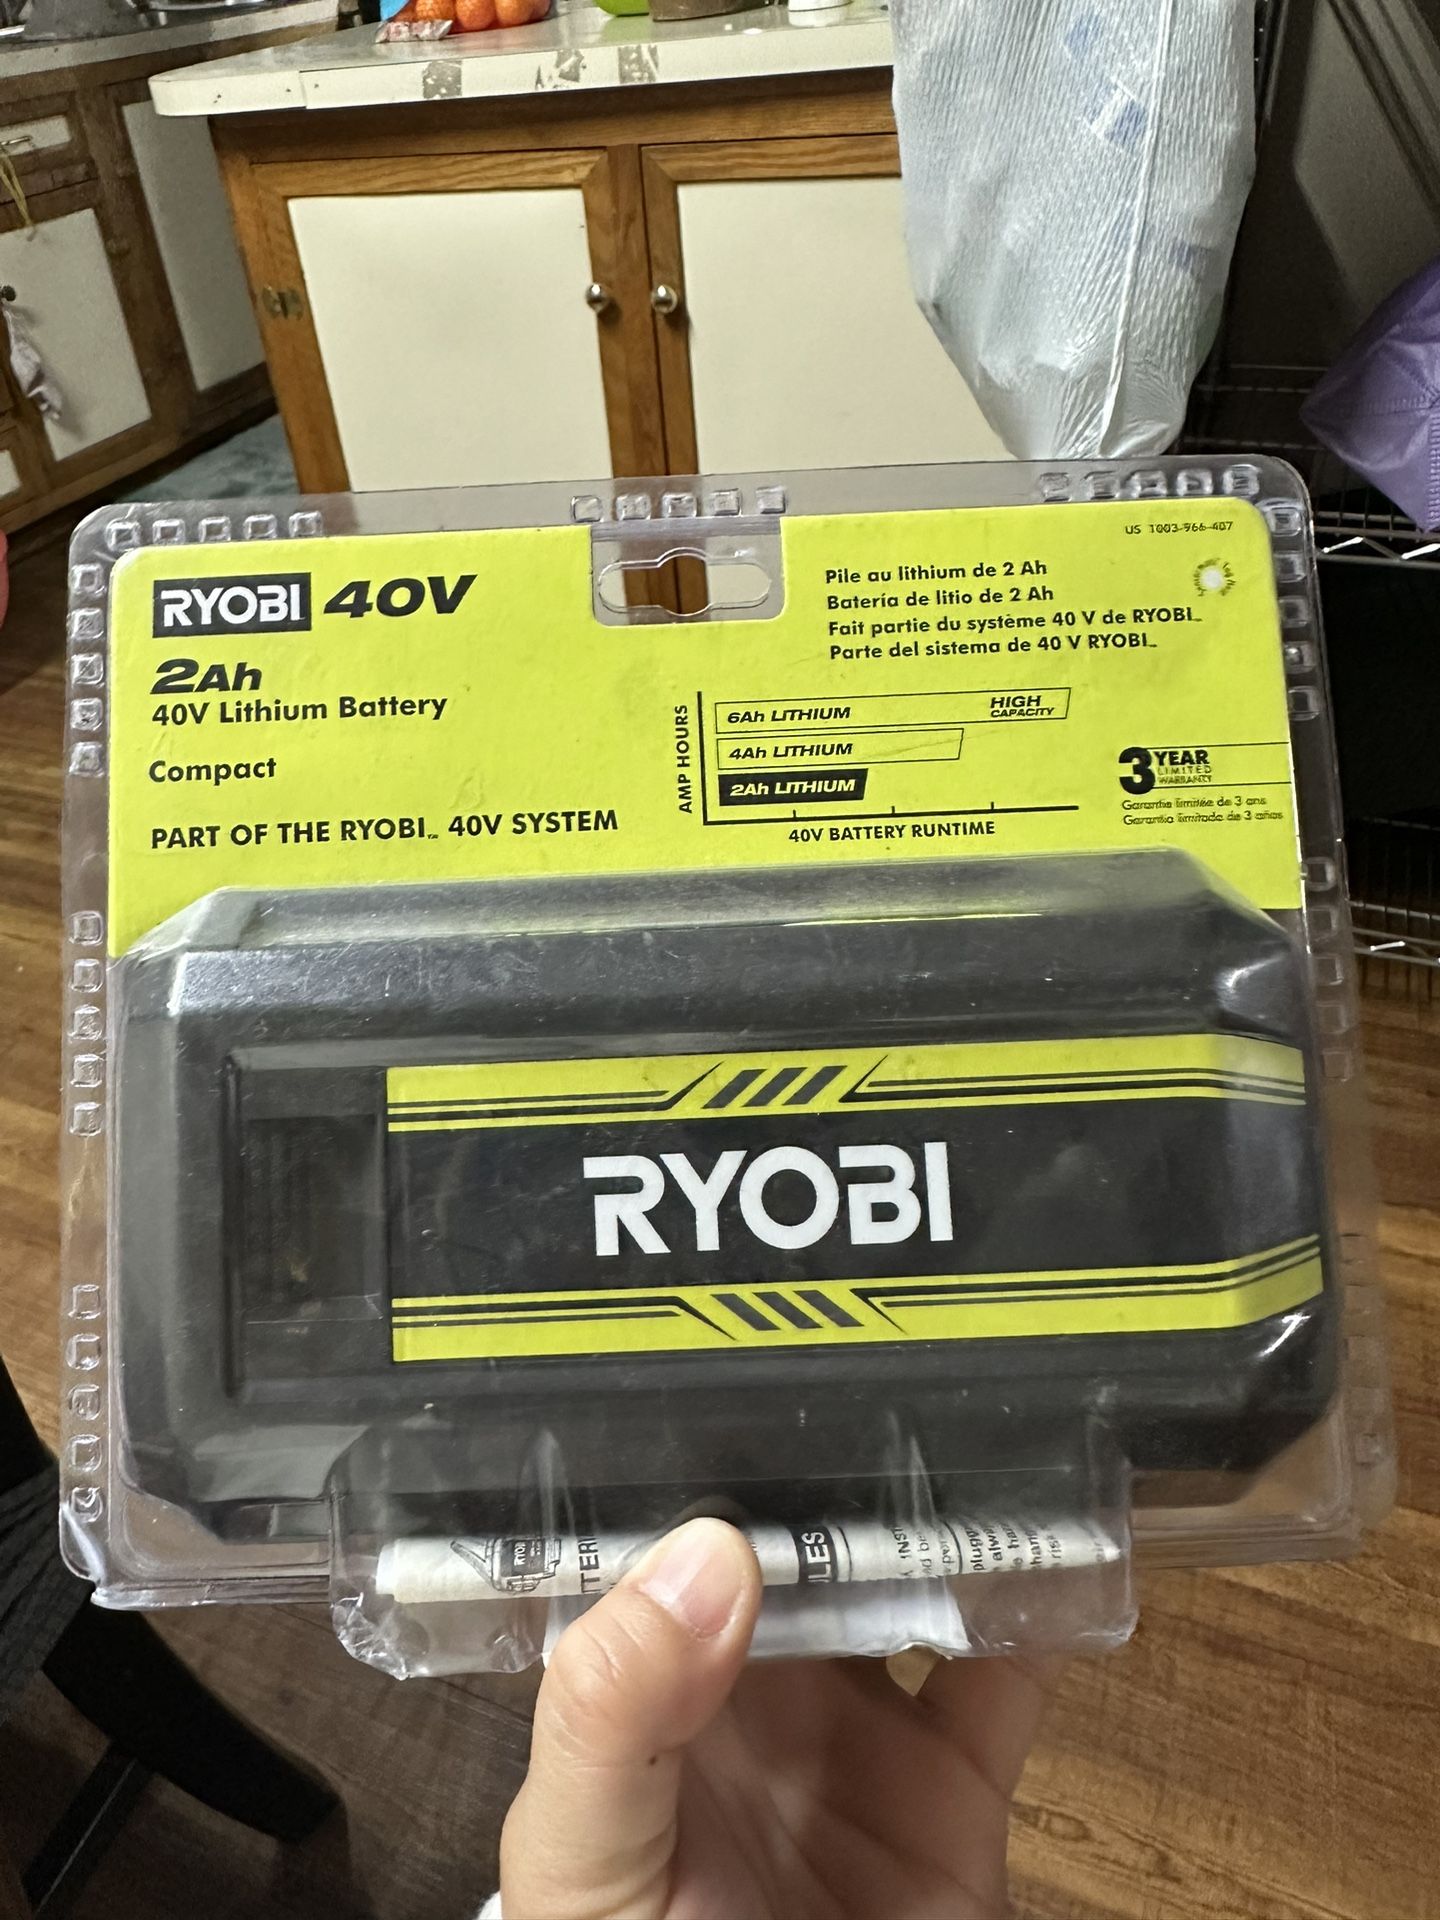 US 1003-966-407
RYOBI 40V
2Ah
40V Lithium Battery
Compact
PART OF THE RYOBI™ 40V SYSTEM
Pile au lithium de 2 Ah
Batería de litio de 2 Ah
Fait partie du système 40 V de RYOBI™
Parte del sistema de 40 V RYOBI™
AMP HOURS
6Ah LITHIUM HIGH CAPACITY
4Ah LITHIUM
2Ah LITHIUM
40V BATTERY RUNTIME
3 YEAR
LIMITED
WARRANTY
Garantie limitée de 3 ans
Garantía limitada de 3 años
RYOBI